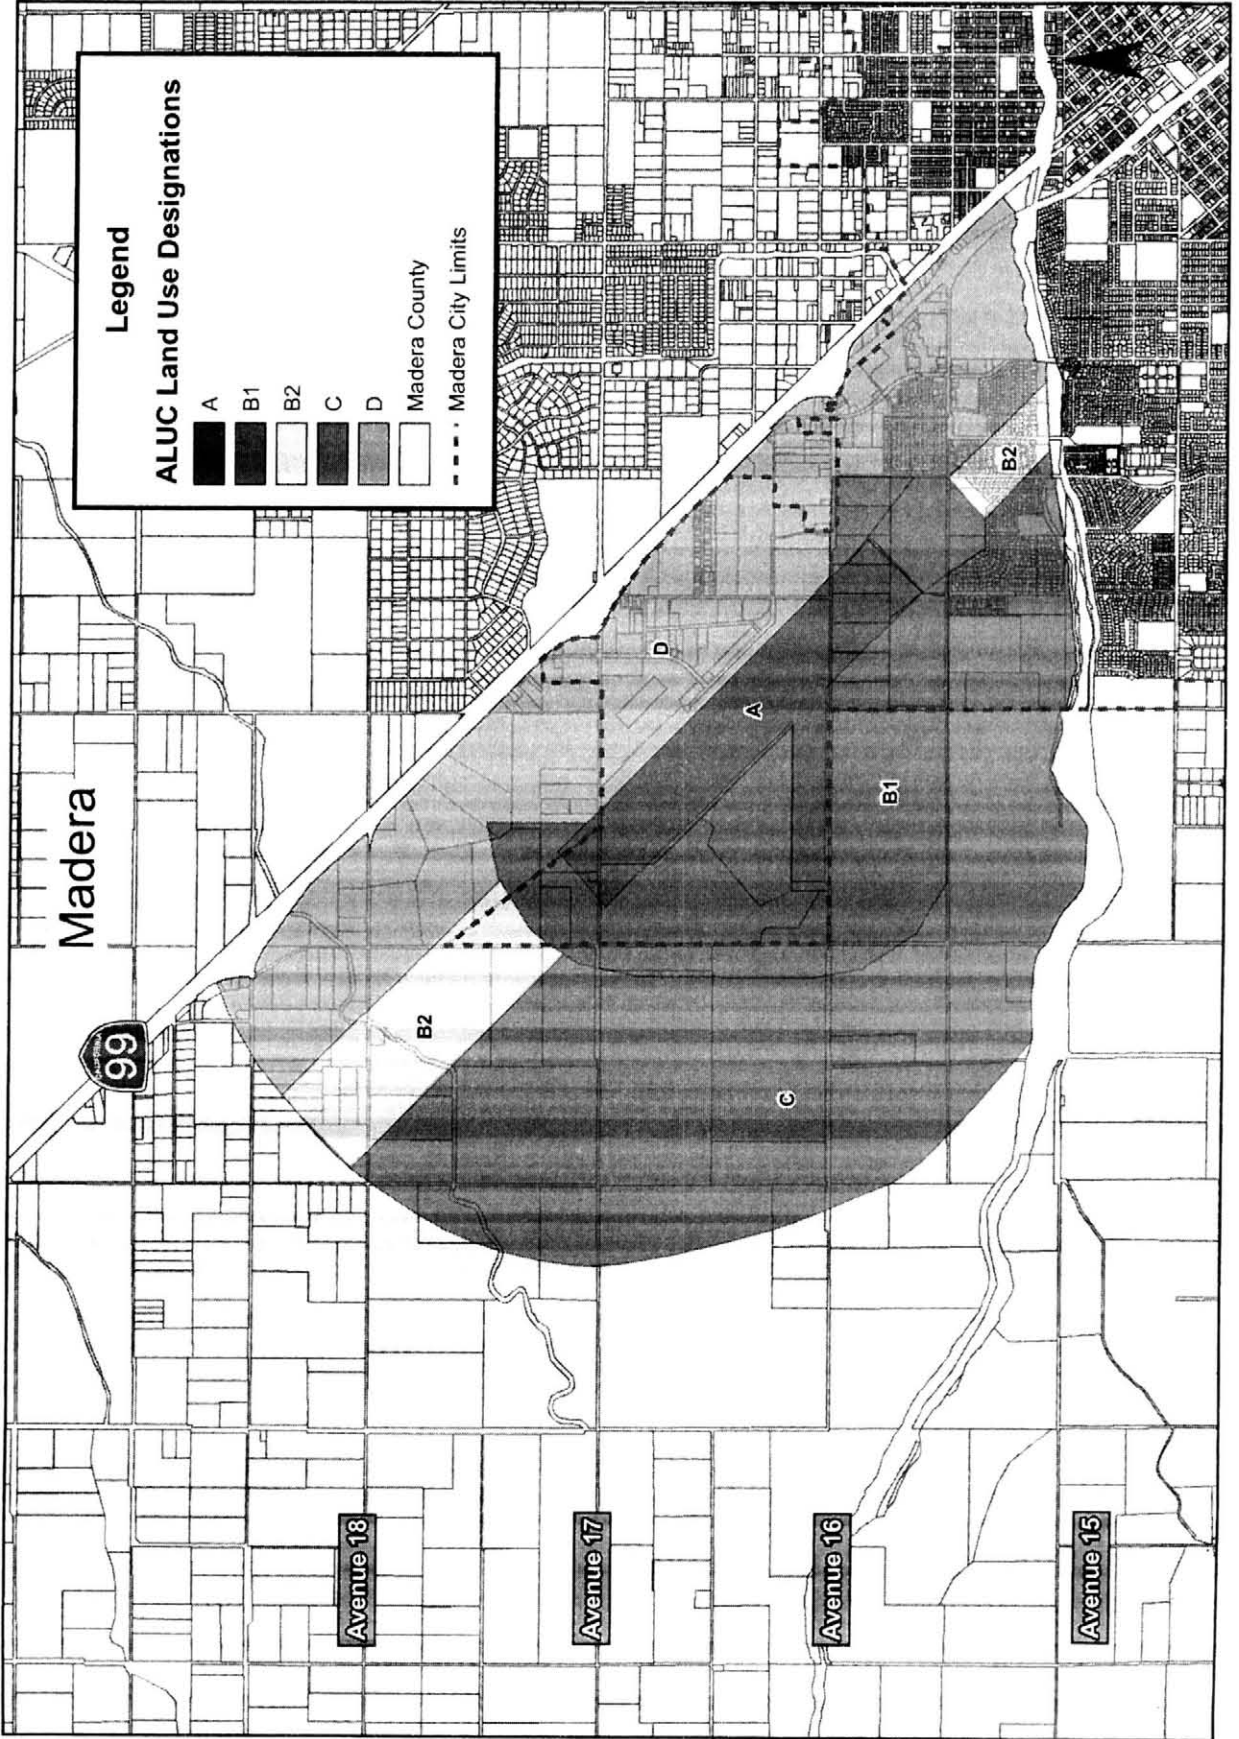 Madera
CALIFORNIA
99
Legend
ALUC Land Use Designations
A
B1
B2
C
D
Madera County
Madera City Limits
B2
D
A
B1
B2
C
Avenue 18
Avenue 17
Avenue 16
Avenue 15